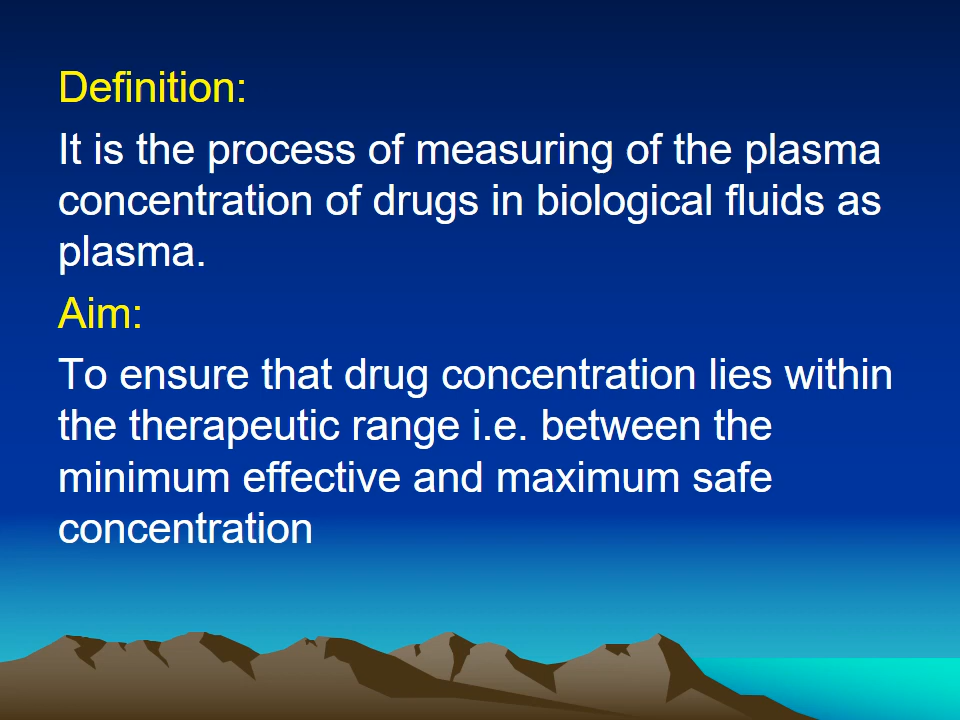 Definition:
It is the process of measuring of the plasma
concentration of drugs in biological fluids as
plasma.
Aim:
To ensure that drug concentration lies within
the therapeutic range i.e. between the
minimum effective and maximum safe
concentration